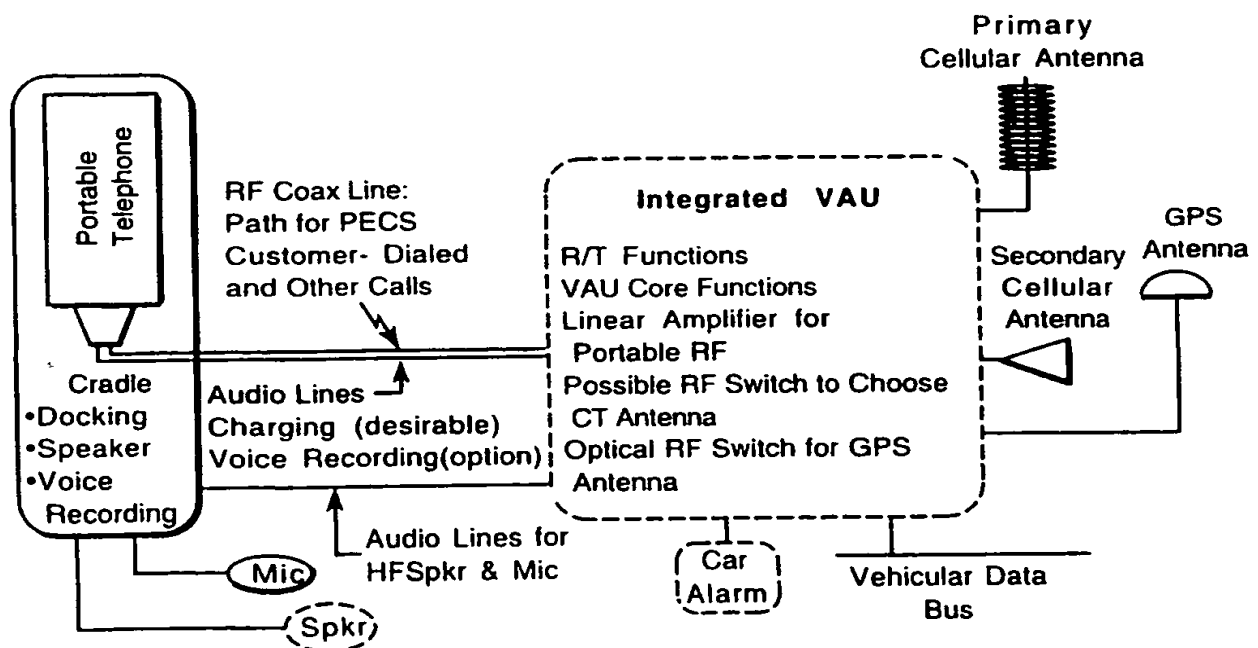 Primary
Cellular Antenna
Portable
Telephone
RF Coax Line:
Path for PECS
Customer- Dialed
and Other Calls
Integrated VAU
R/T Functions
VAU Core Functions
Linear Amplifier for
Portable RF
Possible RF Switch to Choose
CT Antenna
Optical RF Switch for GPS
Antenna
GPS
Antenna
Secondary
Cellular
Antenna
Cradle
•Docking
•Speaker
•Voice
Recording
Audio Lines
Charging (desirable)
Voice Recording(option)
Audio Lines for
HFSpkr & Mic
Mic
Spkr
Car
Alarm
Vehicular Data
Bus